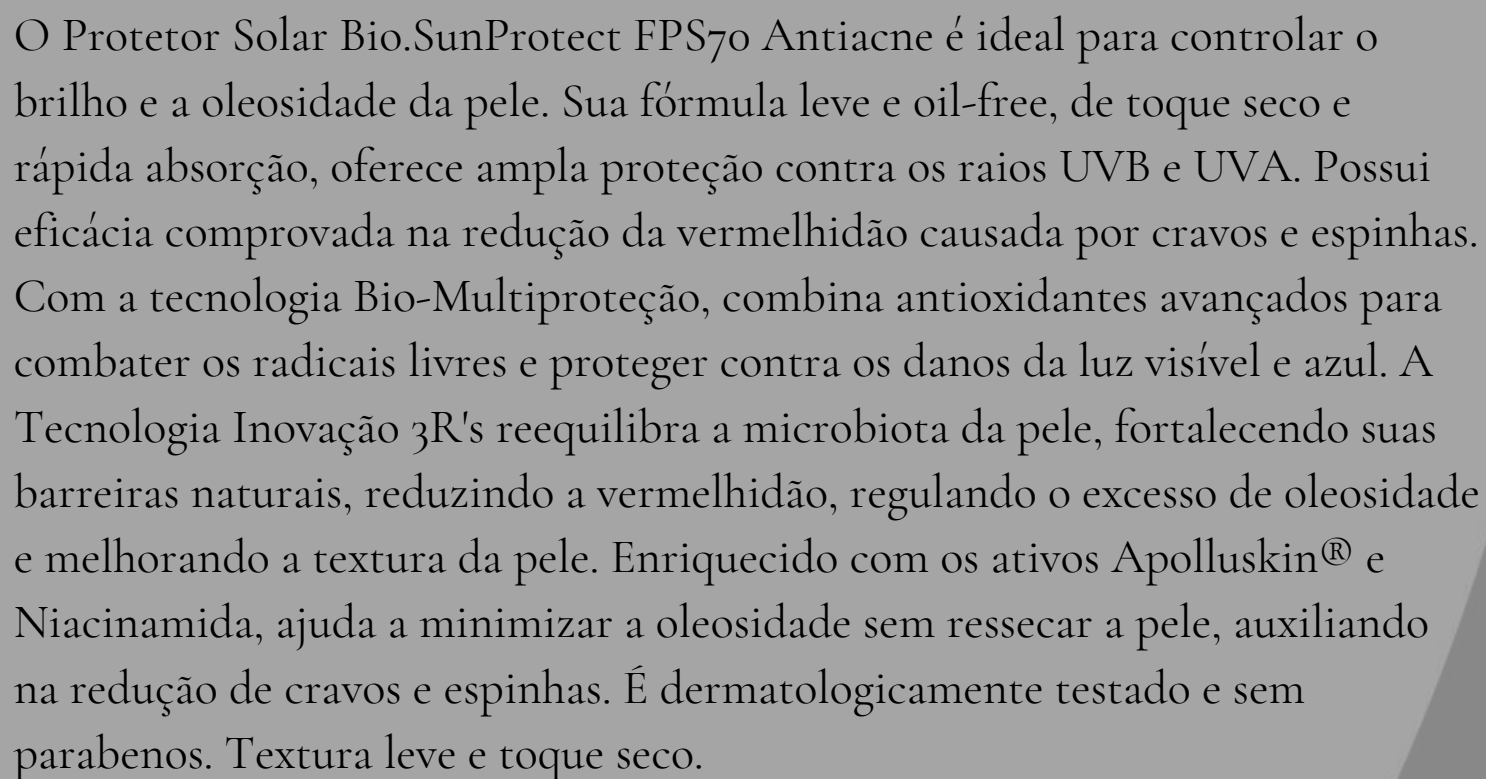 O Protetor Solar Bio.SunProtect FPS70 Antiacne é ideal para controlar o
brilho e a oleosidade da pele. Sua fórmula leve e oil-free, de toque seco e
rápida absorção, oferece ampla proteção contra os raios UVB e UVA. Possui
eficácia comprovada na redução da vermelhidão causada por cravos e espinhas.
Com a tecnologia Bio-Multiproteção, combina antioxidantes avançados para
combater os radicais livres e proteger contra os danos da luz visível e azul. A
Tecnologia Inovação 3R's reequilibra a microbiota da pele, fortalecendo suas
barreiras naturais, reduzindo a vermelhidão, regulando o excesso de oleosidade
e melhorando a textura da pele. Enriquecido com os ativos Apolluskin® e
Niacinamida, ajuda a minimizar a oleosidade sem ressecar a pele, auxiliando
na redução de cravos e espinhas. É dermatologicamente testado e sem
parabenos. Textura leve e toque seco.